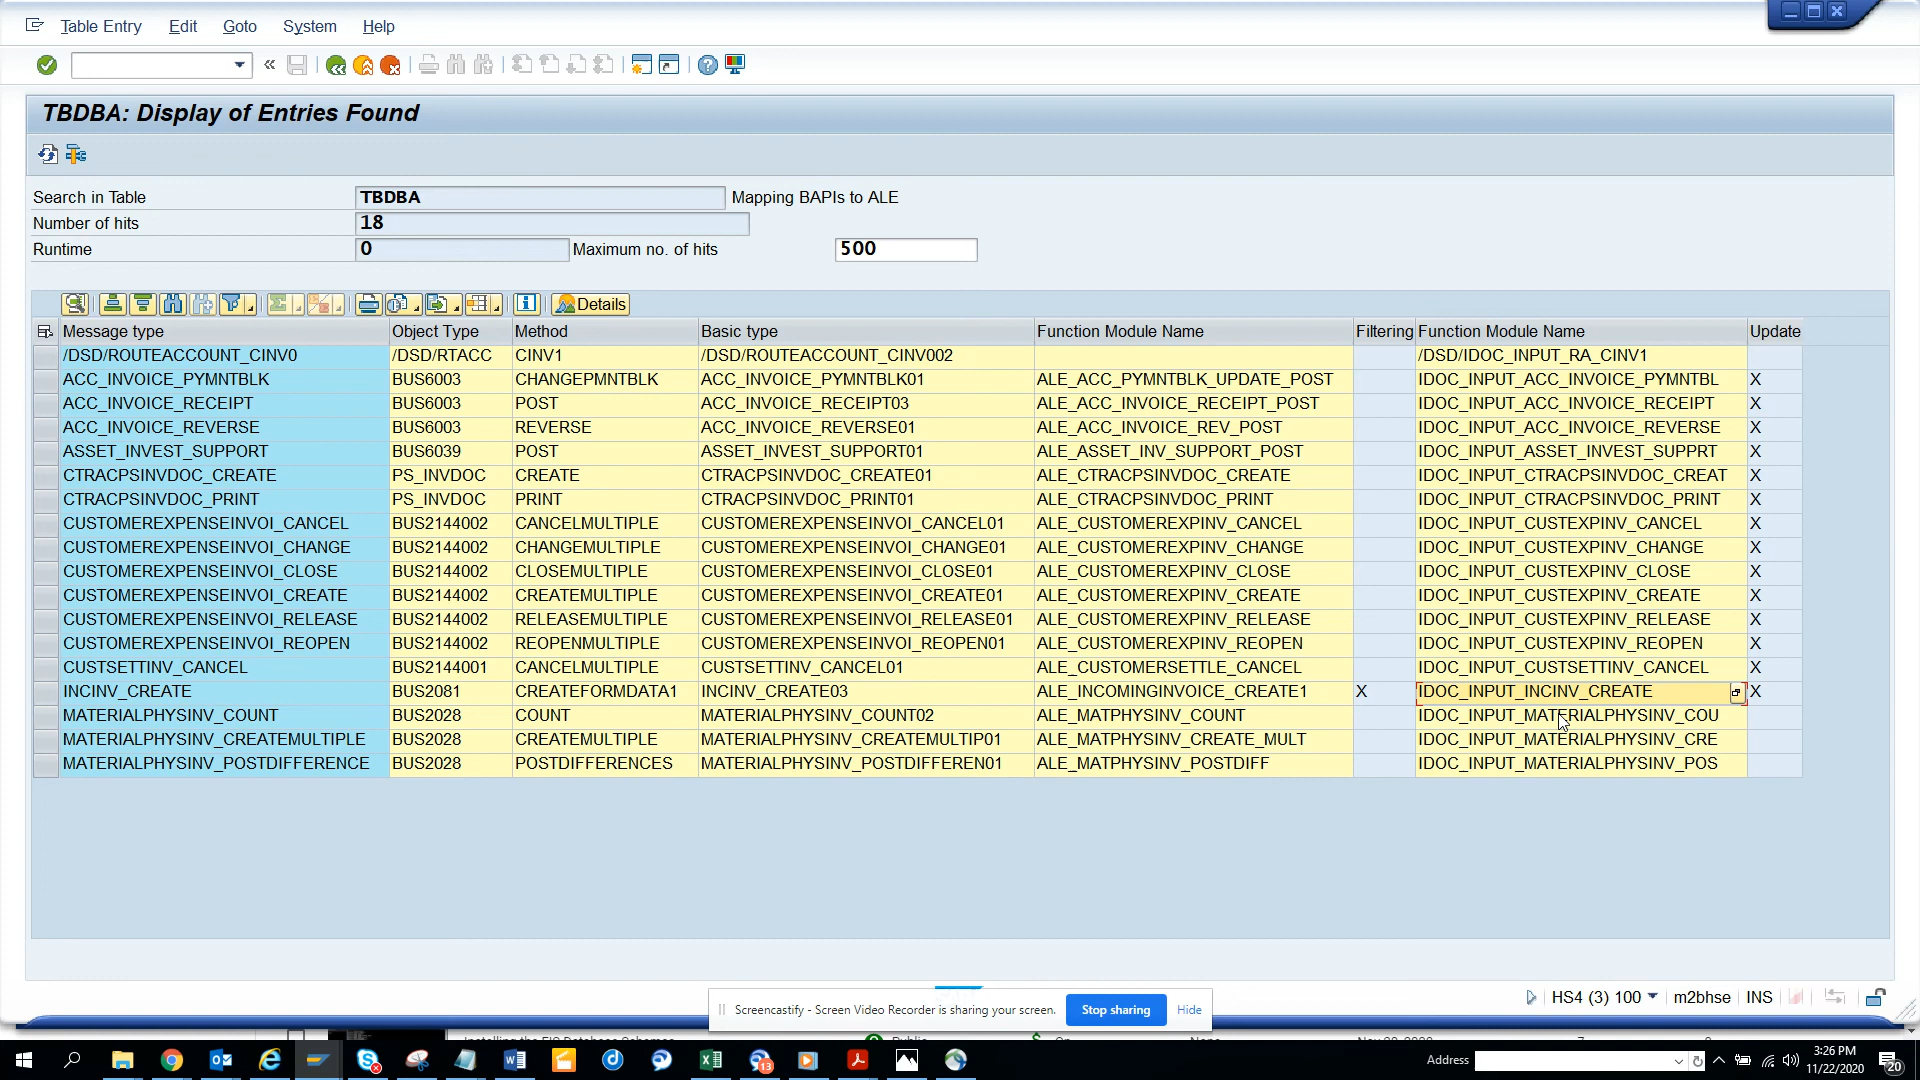 Table Entry Edit Goto System Help
TBDBA: Display of Entries Found
Search in Table TBDBA Mapping BAPIs to ALE
Number of hits 18
Runtime 0 Maximum no. of hits 500
Details
Message type Object Type Method Basic type Function Module Name Filtering Function Module Name Update
/DSD/ROUTEACCOUNT_CINV0 /DSD/RTACC CINV1 /DSD/ROUTEACCOUNT_CINV002 /DSD/IDOC_INPUT_RA_CINV1
ACC_INVOICE_PYMNTBLK BUS6003 CHANGEPMNTBLK ACC_INVOICE_PYMNTBLK01 ALE_ACC_PYMNTBLK_UPDATE_POST IDOC_INPUT_ACC_INVOICE_PYMNTBL X
ACC_INVOICE_RECEIPT BUS6003 POST ACC_INVOICE_RECEIPT03 ALE_ACC_INVOICE_RECEIPT_POST IDOC_INPUT_ACC_INVOICE_RECEIPT X
ACC_INVOICE_REVERSE BUS6003 REVERSE ACC_INVOICE_REVERSE01 ALE_ACC_INVOICE_REV_POST IDOC_INPUT_ACC_INVOICE_REVERSE X
ASSET_INVEST_SUPPORT BUS6039 POST ASSET_INVEST_SUPPORT01 ALE_ASSET_INV_SUPPORT_POST IDOC_INPUT_ASSET_INVEST_SUPPRT X
CTRACPSINVDOC_CREATE PS_INVDOC CREATE CTRACPSINVDOC_CREATE01 ALE_CTRACPSINVDOC_CREATE IDOC_INPUT_CTRACPSINVDOC_CREAT X
CTRACPSINVDOC_PRINT PS_INVDOC PRINT CTRACPSINVDOC_PRINT01 ALE_CTRACPSINVDOC_PRINT IDOC_INPUT_CTRACPSINVDOC_PRINT X
CUSTOMEREXPENSEINVOI_CANCEL BUS2144002 CANCELMULTIPLE CUSTOMEREXPENSEINVOI_CANCEL01 ALE_CUSTOMEREXPINV_CANCEL IDOC_INPUT_CUSTEXPINV_CANCEL X
CUSTOMEREXPENSEINVOI_CHANGE BUS2144002 CHANGEMULTIPLE CUSTOMEREXPENSEINVOI_CHANGE01 ALE_CUSTOMEREXPINV_CHANGE IDOC_INPUT_CUSTEXPINV_CHANGE X
CUSTOMEREXPENSEINVOI_CLOSE BUS2144002 CLOSEMULTIPLE CUSTOMEREXPENSEINVOI_CLOSE01 ALE_CUSTOMEREXPINV_CLOSE IDOC_INPUT_CUSTEXPINV_CLOSE X
CUSTOMEREXPENSEINVOI_CREATE BUS2144002 CREATEMULTIPLE CUSTOMEREXPENSEINVOI_CREATE01 ALE_CUSTOMEREXPINV_CREATE IDOC_INPUT_CUSTEXPINV_CREATE X
CUSTOMEREXPENSEINVOI_RELEASE BUS2144002 RELEASEMULTIPLE CUSTOMEREXPENSEINVOI_RELEASE01 ALE_CUSTOMEREXPINV_RELEASE IDOC_INPUT_CUSTEXPINV_RELEASE X
CUSTOMEREXPENSEINVOI_REOPEN BUS2144002 REOPENMULTIPLE CUSTOMEREXPENSEINVOI_REOPEN01 ALE_CUSTOMEREXPINV_REOPEN IDOC_INPUT_CUSTEXPINV_REOPEN X
CUSTSETTINV_CANCEL BUS2144001 CANCELMULTIPLE CUSTSETTINV_CANCEL01 ALE_CUSTOMERSETTLE_CANCEL IDOC_INPUT_CUSTSETTINV_CANCEL X
INCINV_CREATE BUS2081 CREATEFORMDATA1 INCINV_CREATE03 ALE_INCOMINGINVOICE_CREATE1 X IDOC_INPUT_INCINV_CREATE X
MATERIALPHYSINV_COUNT BUS2028 COUNT MATERIALPHYSINV_COUNT02 ALE_MATPHYSINV_COUNT IDOC_INPUT_MATERIALPHYSINV_COU
MATERIALPHYSINV_CREATEMULTIPLE BUS2028 CREATEMULTIPLE MATERIALPHYSINV_CREATEMULTIP01 ALE_MATPHYSINV_CREATE_MULT IDOC_INPUT_MATERIALPHYSINV_CRE
MATERIALPHYSINV_POSTDIFFERENCE BUS2028 POSTDIFFERENCES MATERIALPHYSINV_POSTDIFFEREN01 ALE_MATPHYSINV_POSTDIFF IDOC_INPUT_MATERIALPHYSINV_POS
HS4 (3) 100 m2bhse INS
Screencastify - Screen Video Recorder is sharing your screen. Stop sharing Hide
Address
3:26 PM
11/22/2020
13
20